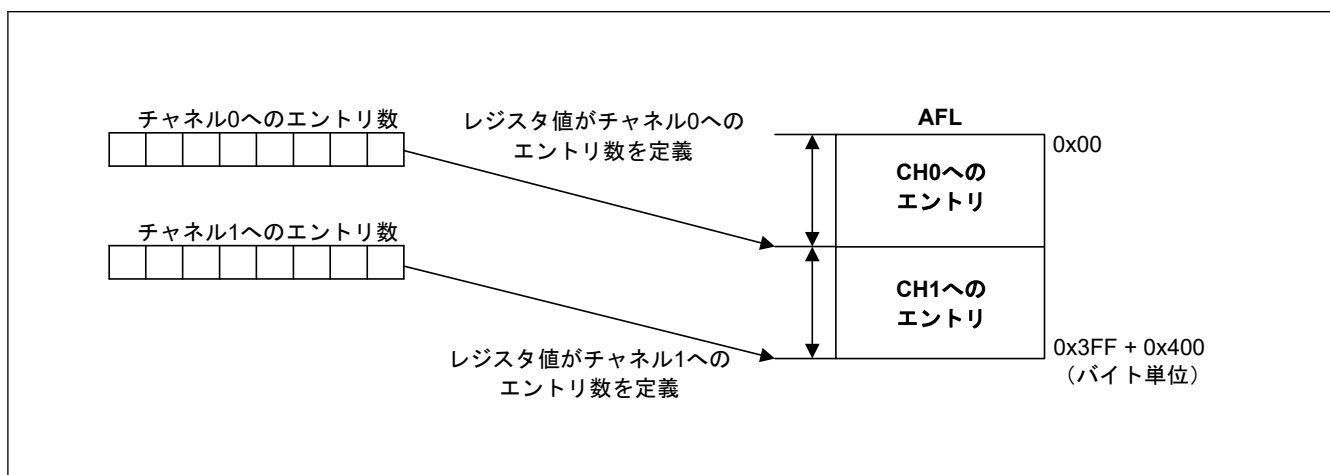 チャネル0へのエントリ数
レジスタ値がチャネル0への
エントリ数を定義
AFL
0x00
CH0への
エントリ
チャネル1へのエントリ数
CH1への
エントリ
レジスタ値がチャネル1への
エントリ数を定義
0x3FF + 0x400
（バイト単位）